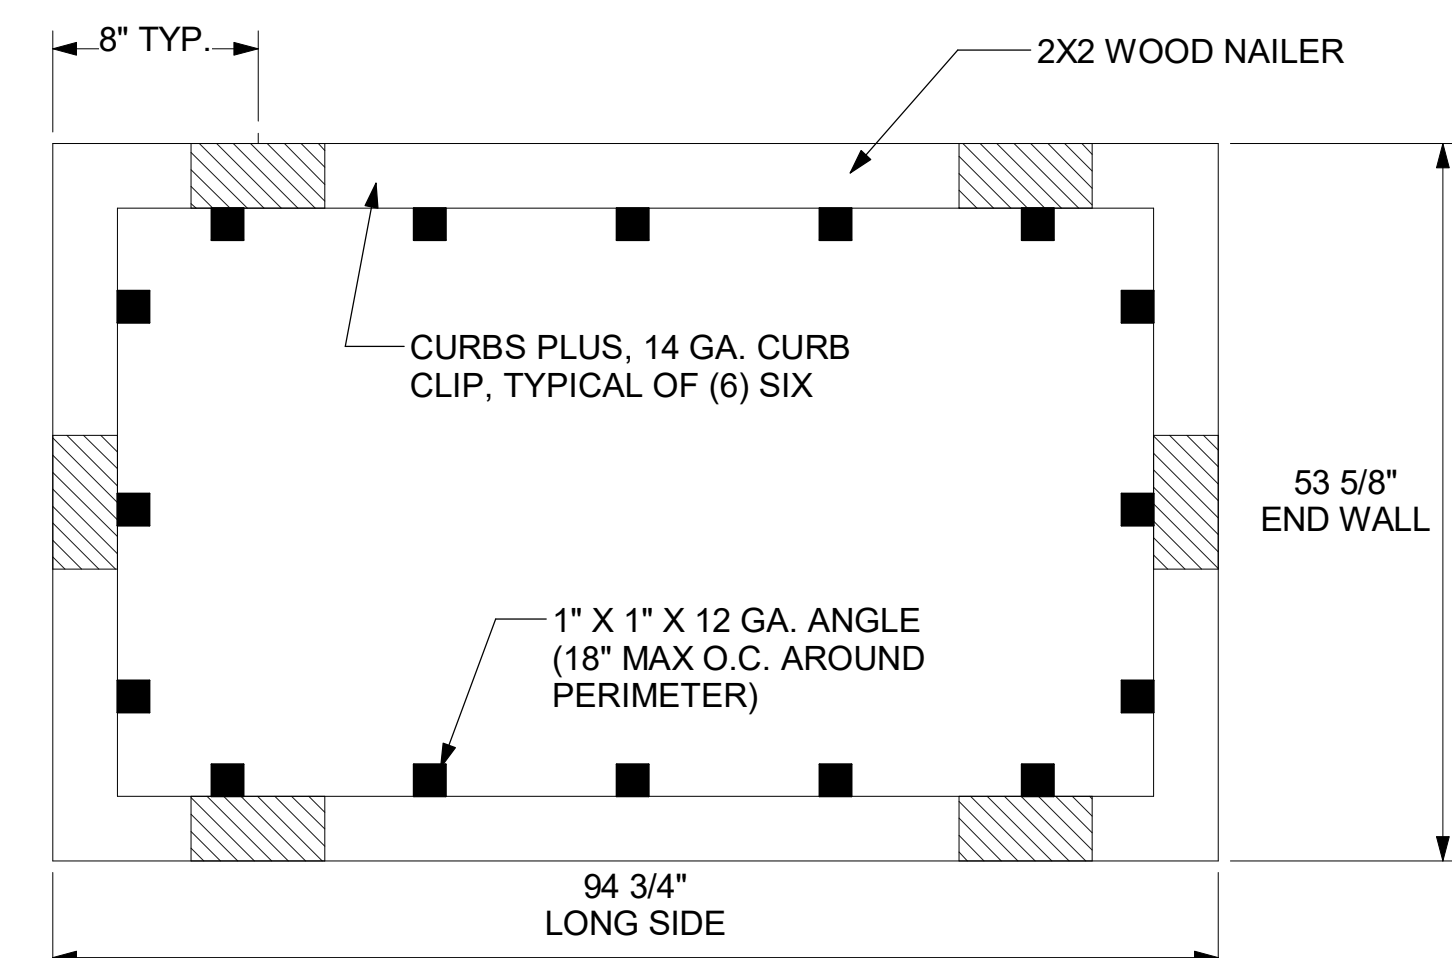 8" TYP.
2X2 WOOD NAILER
CURBS PLUS, 14 GA. CURB
CLIP, TYPICAL OF (6) SIX
53 5/8"
END WALL
1" X 1" X 12 GA. ANGLE
(18" MAX O.C. AROUND
PERIMETER)
94 3/4"
LONG SIDE